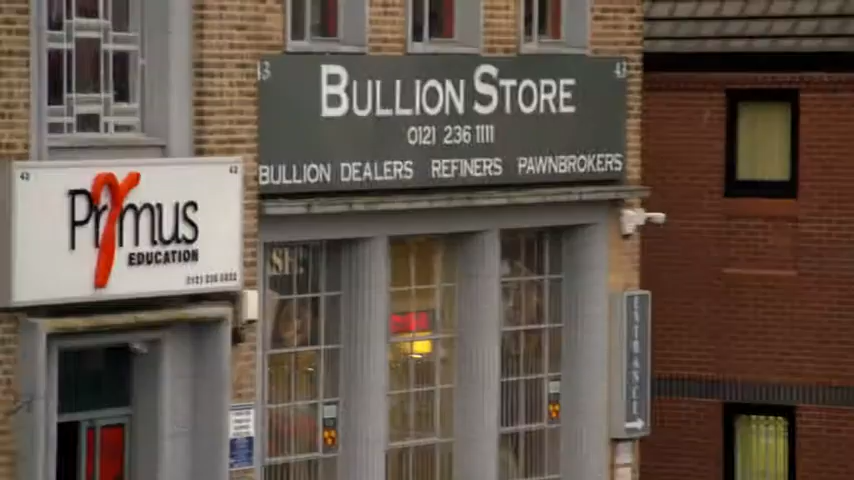 43 43
BULLION STORE
0121 236 1111
BULLION DEALERS REFINERS PAWNBROKERS
42 42
Primus
EDUCATION
ENTRANCE